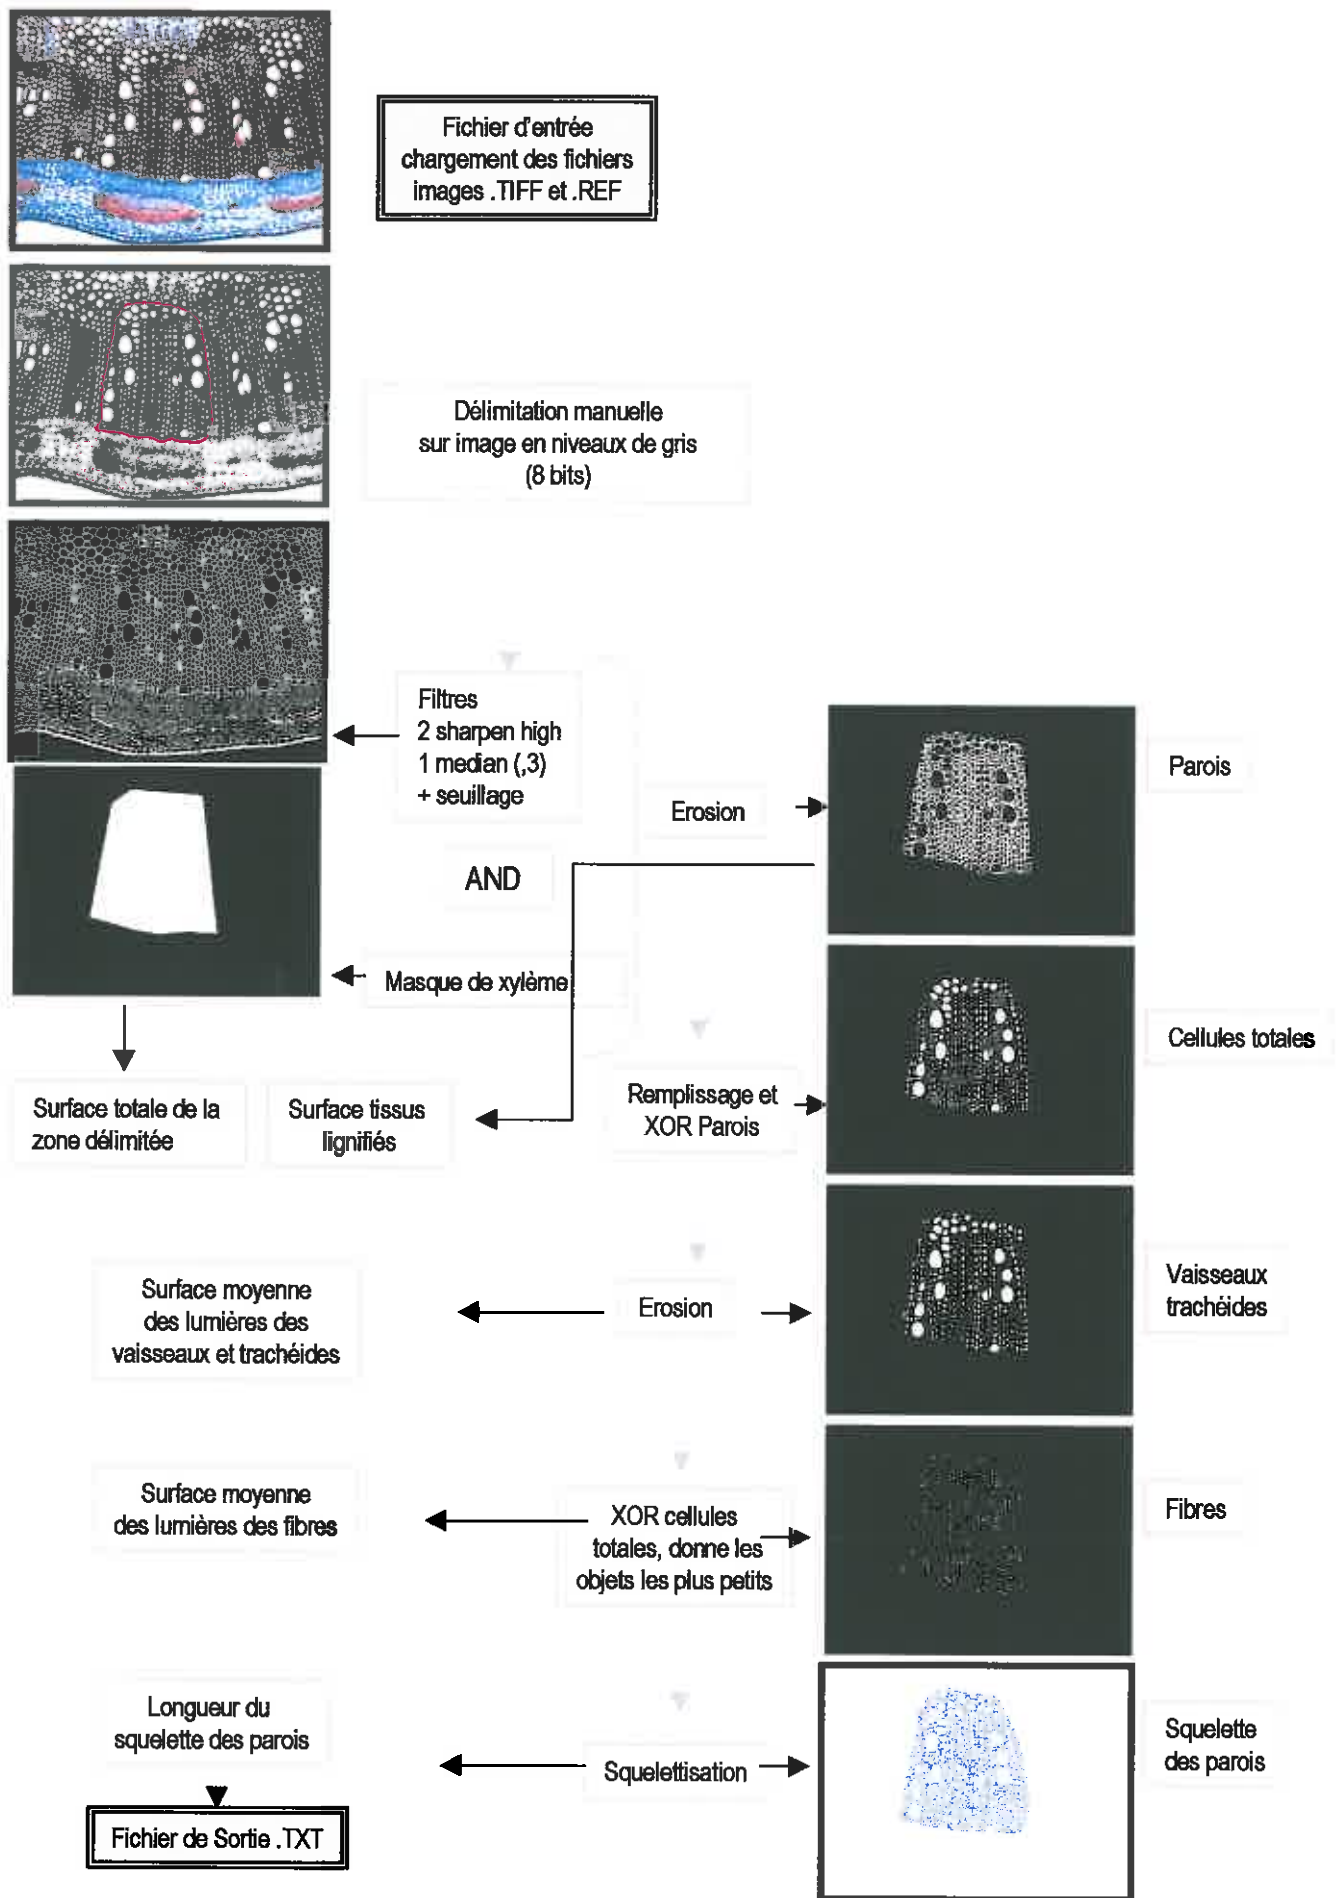 Fichier d'entrée
chargement des fichiers
images .TIFF et .REF
Délimitation manuelle
sur image en niveaux de gris
(8 bits)
Filtres
2 sharpen high
1 median (,3)
+ seuillage
Erosion
Parois
AND
Masque de xylème
Cellules totales
Surface totale de la
zone délimitée
Surface tissus
lignifiés
Remplissage et
XOR Parois
Surface moyenne
des lumières des
vaisseaux et trachéides
Erosion
Vaisseaux
trachéides
Surface moyenne
des lumières des fibres
XOR cellules
totales, donne les
objets les plus petits
Fibres
Longueur du
squelette des parois
Squelettisation
Squelette
des parois
Fichier de Sortie .TXT